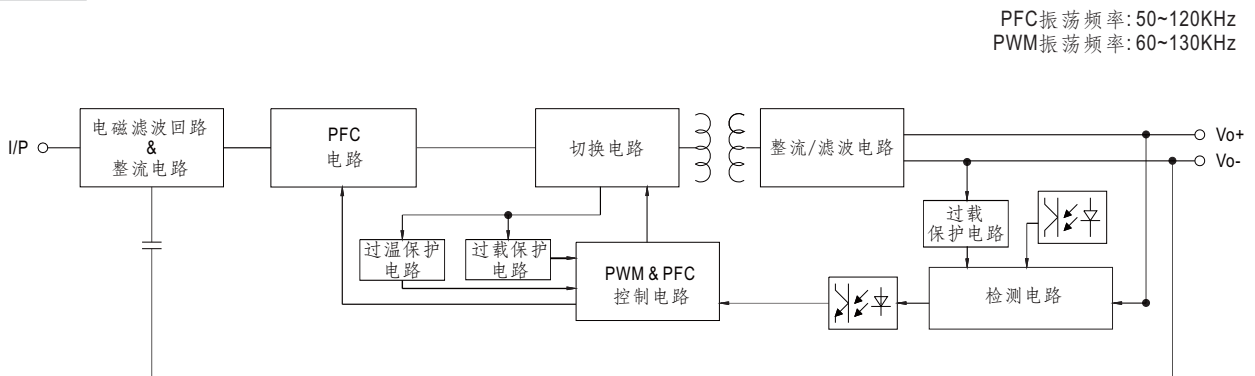 PFC振荡频率: 50~120KHz
PWM振荡频率: 60~130KHz
I/P
电磁滤波回路
&
整流电路
PFC
电路
切换电路
整流/滤波电路
Vo+
Vo-
过温保护
电路
过载保护
电路
PWM & PFC
控制电路
过载
保护电路
检测电路